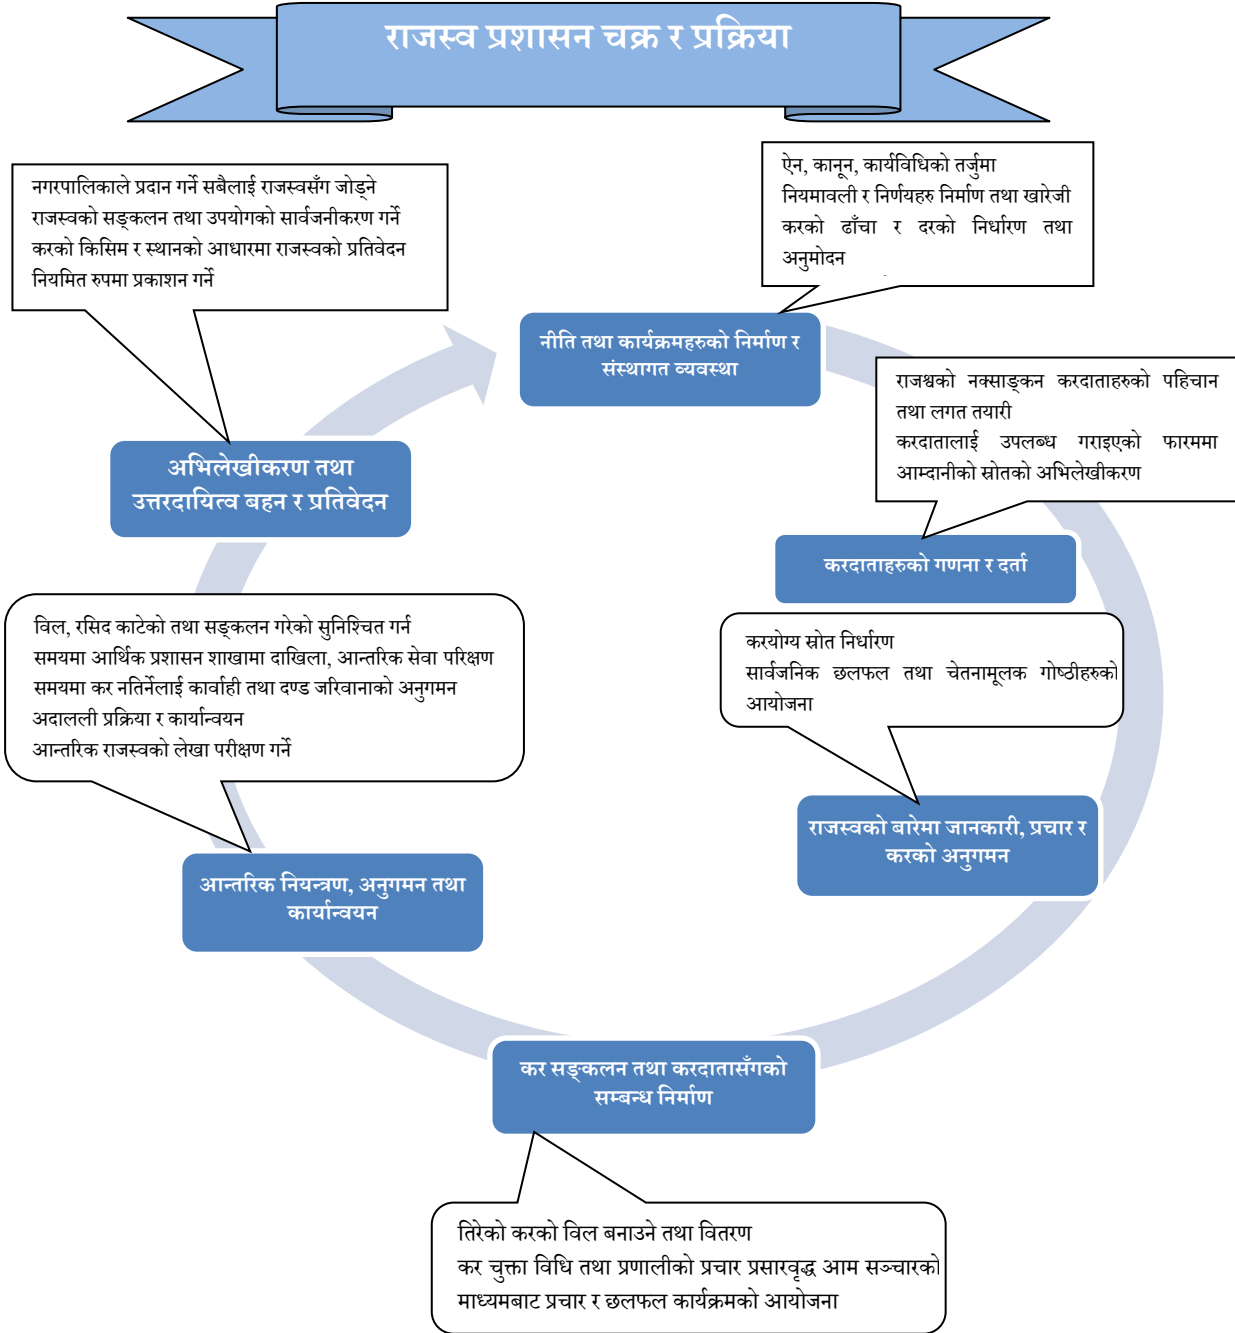 राजस्व प्रशासन चक्र र प्रक्रिया
ऐन, कानून, कार्यविधिको तर्जुमा
नियमावली र निर्णयहरु निर्माण तथा खारेजी
करको ढाँचा र दरको निर्धारण तथा
अनुमोदन
नीति तथा कार्यक्रमहरुको निर्माण र
संस्थागत व्यवस्था
राजश्वको नक्साङ्कन करदाताहरुको पहिचान
तथा लगत तयारी
करदातालाई उपलब्ध गराइएको फारममा
आम्दानीको स्रोतको अभिलेखीकरण
करदाताहरुको गणना र दर्ता
करयोग्य स्रोत निर्धारण
सार्वजनिक छलफल तथा चेतनामूलक गोष्ठीहरुको
आयोजना
राजस्वको बारेमा जानकारी, प्रचार र
करको अनुगमन
कर सङ्कलन तथा करदातासँगको
सम्बन्ध निर्माण
तिरेको करको विल बनाउने तथा वितरण
कर चुक्ता विधि तथा प्रणालीको प्रचार प्रसारवृद्ध आम सञ्चारको
माध्यमबाट प्रचार र छलफल कार्यक्रमको आयोजना
विल, रसिद काटेको तथा सङ्कलन गरेको सुनिश्चित गर्न
समयमा आर्थिक प्रशासन शाखामा दाखिला, आन्तरिक सेवा परिक्षण
समयमा कर नतिर्नेलाई कार्वाही तथा दण्ड जरिवानाको अनुगमन
अदालली प्रक्रिया र कार्यान्वयन
आन्तरिक राजस्वको लेखा परीक्षण गर्ने
आन्तरिक नियन्त्रण, अनुगमन तथा
कार्यान्वयन
नगरपालिकाले प्रदान गर्ने सबैलाई राजस्वसँग जोड्ने
राजस्वको सङ्कलन तथा उपयोगको सार्वजनीकरण गर्ने
करको किसिम र स्थानको आधारमा राजस्वको प्रतिवेदन
नियमित रुपमा प्रकाशन गर्ने
अभिलेखीकरण तथा
उत्तरदायित्व बहन र प्रतिवेदन